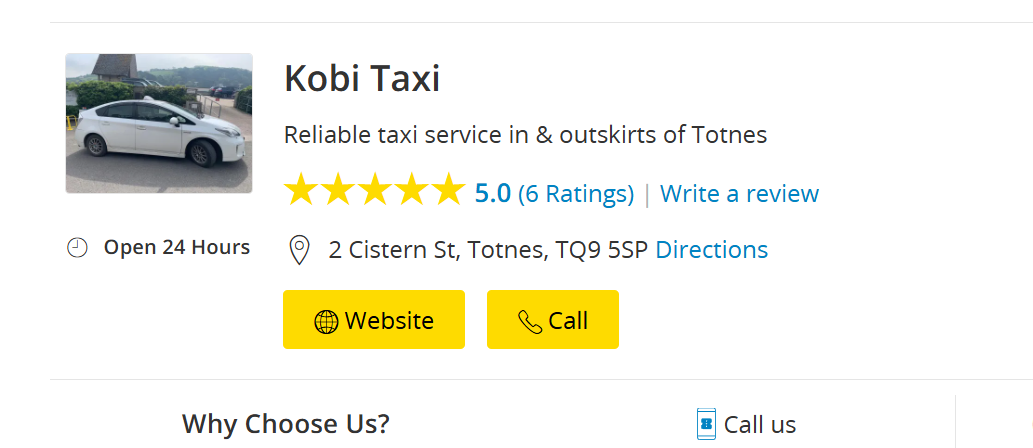 Kobi Taxi
Reliable taxi service in & outskirts of Totnes
5.0 (6 Ratings) | Write a review
Open 24 Hours
2 Cistern St, Totnes, TQ9 5SP Directions
Website
Call
Why Choose Us?
Call us